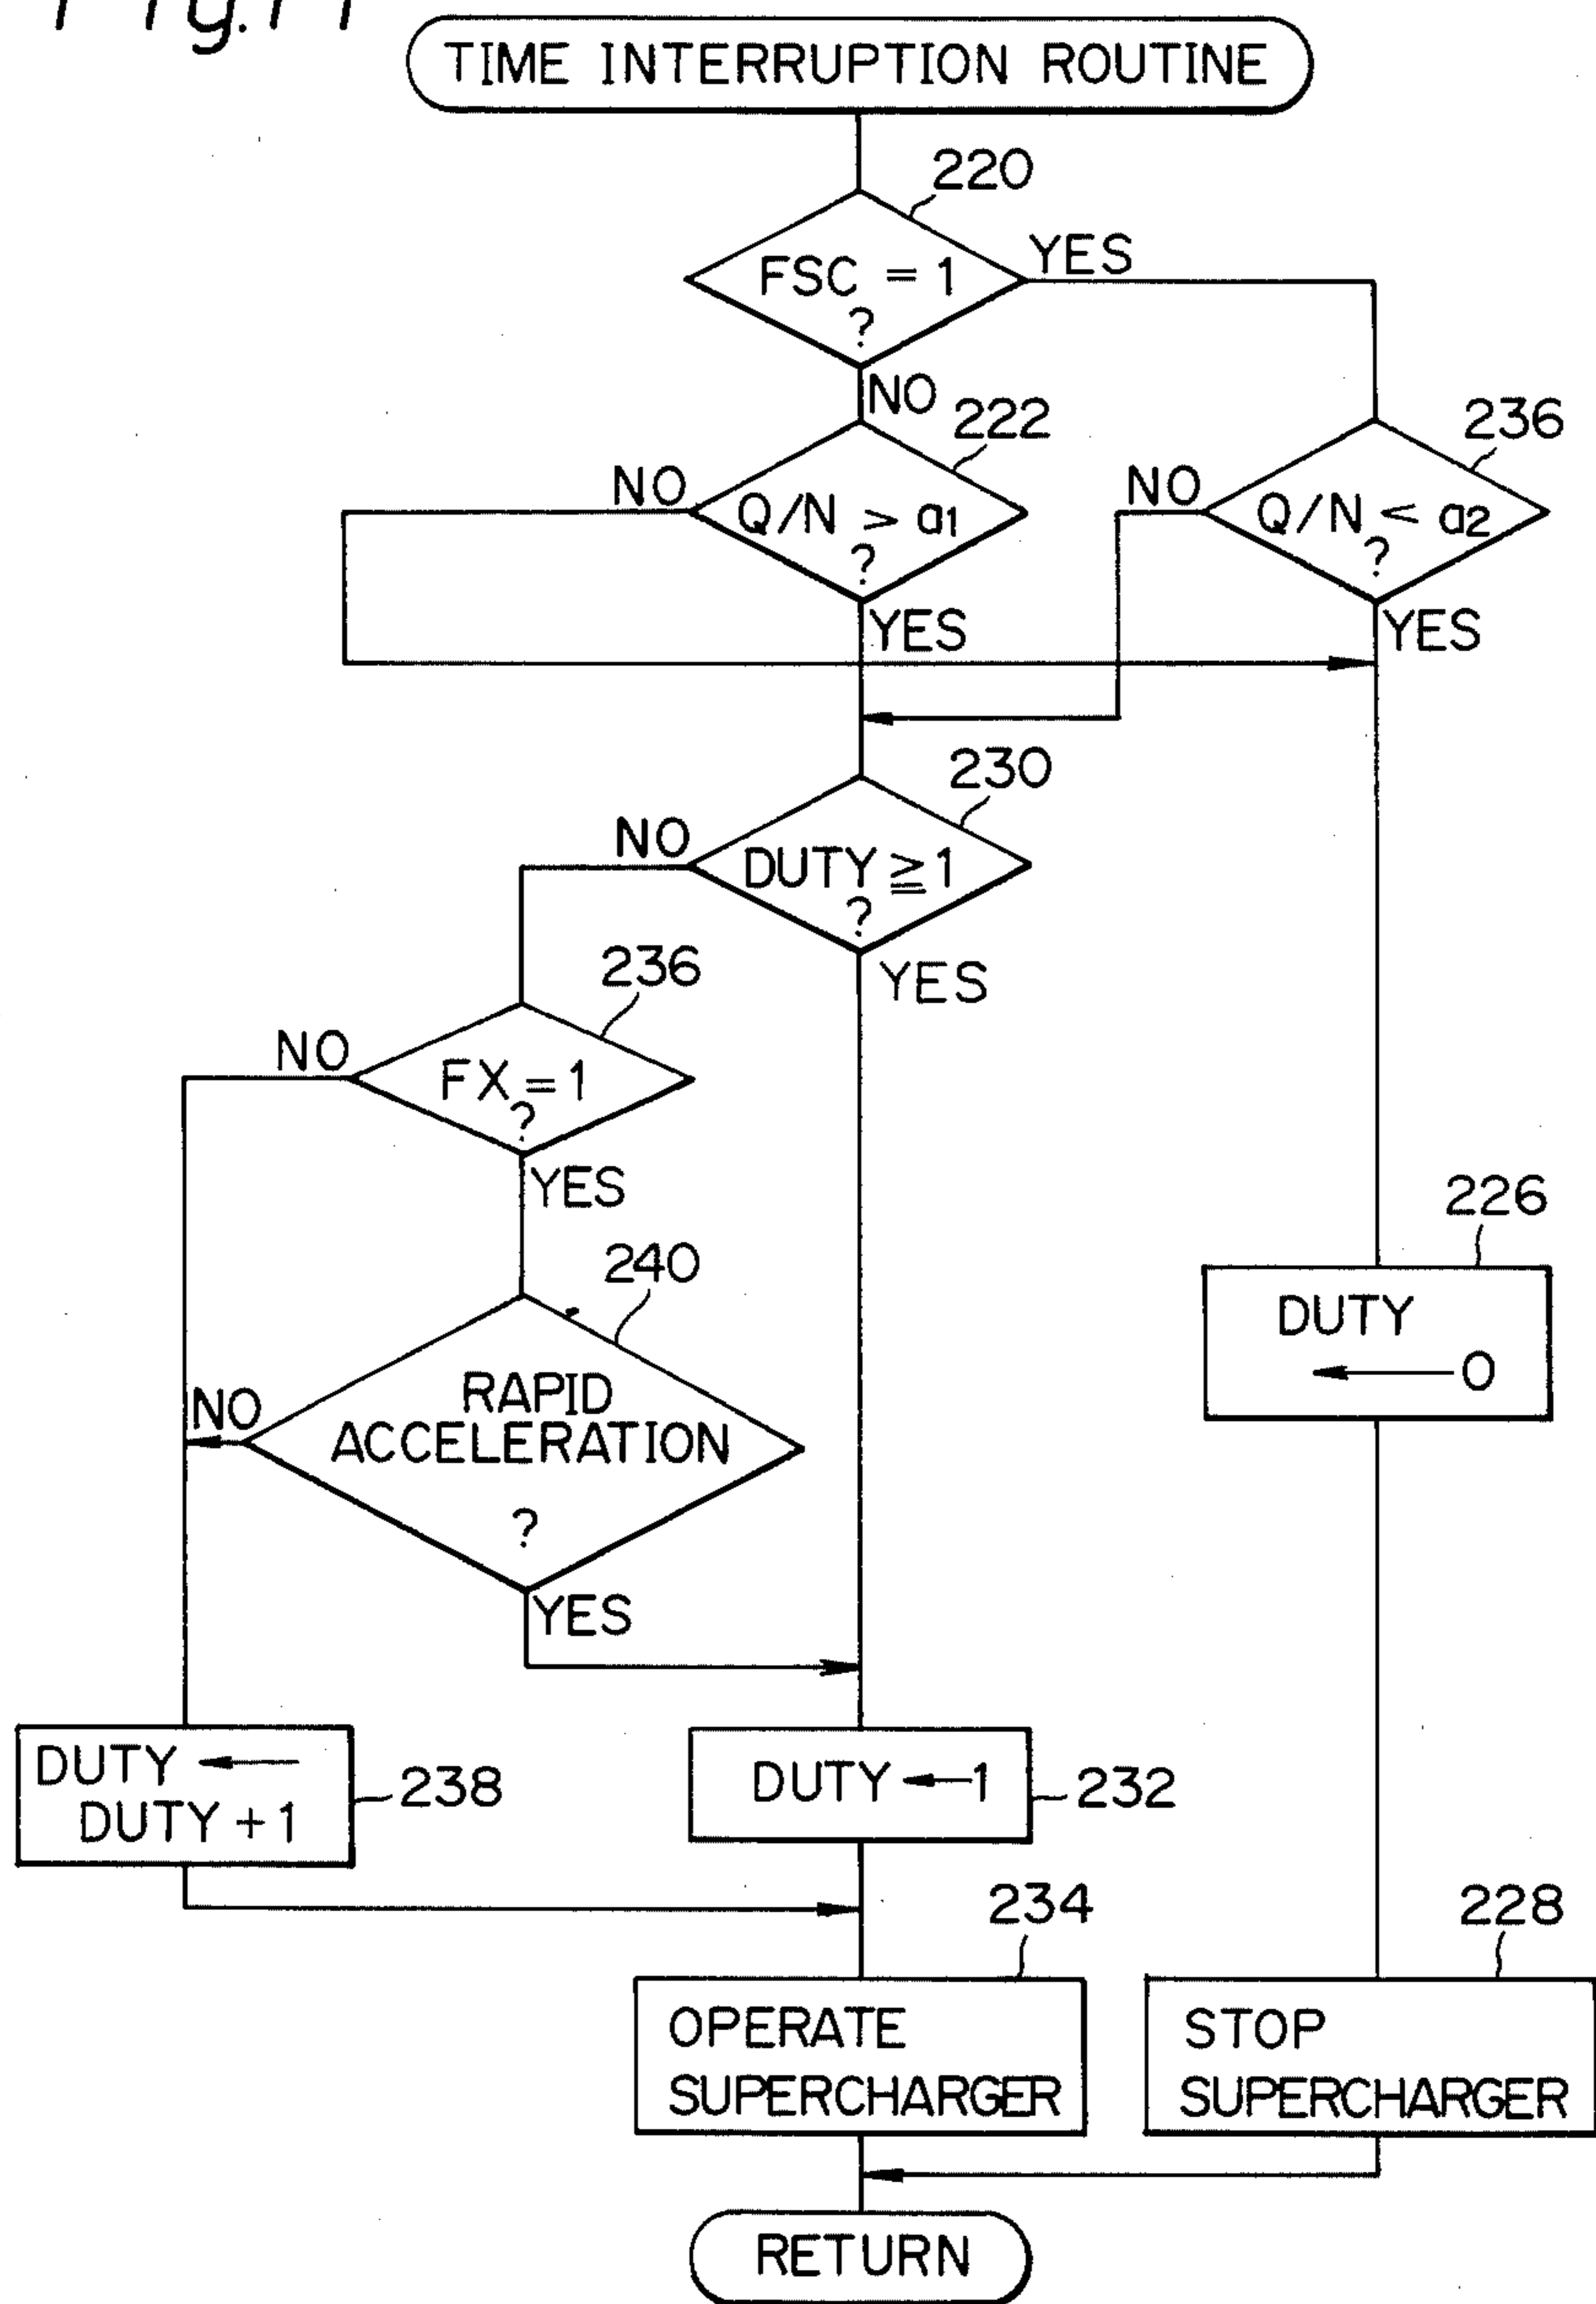 Fig.11
TIME INTERRUPTION ROUTINE
220
FSC = 1
?
YES
NO
222
236
NO
Q/N > a1
?
YES
NO
Q/N < a2
?
YES
230
NO
DUTY ≧ 1
?
YES
236
NO
FX = 1
?
YES
226
DUTY
← 0
240
NO
RAPID
ACCELERATION
?
YES
DUTY ←
DUTY + 1
238
DUTY ← 1
232
234
OPERATE
SUPERCHARGER
228
STOP
SUPERCHARGER
RETURN